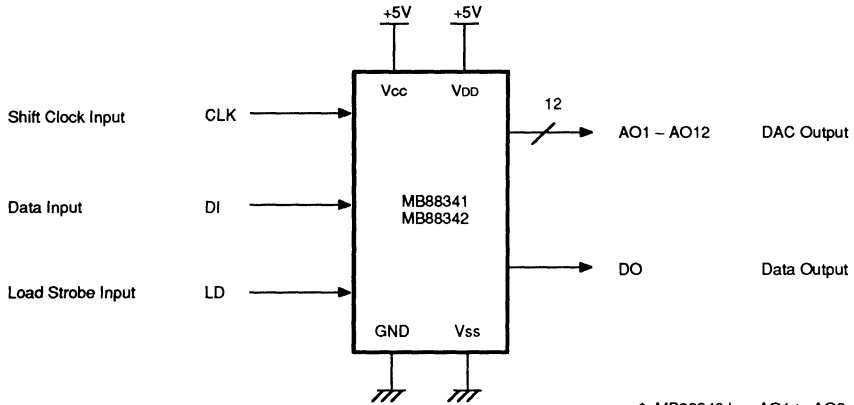 +5V +5V
Vcc VDD
12
Shift Clock Input CLK
AO1 ~ AO12 DAC Output
Data Input DI
MB88341
MB88342
DO Data Output
Load Strobe Input LD
GND Vss